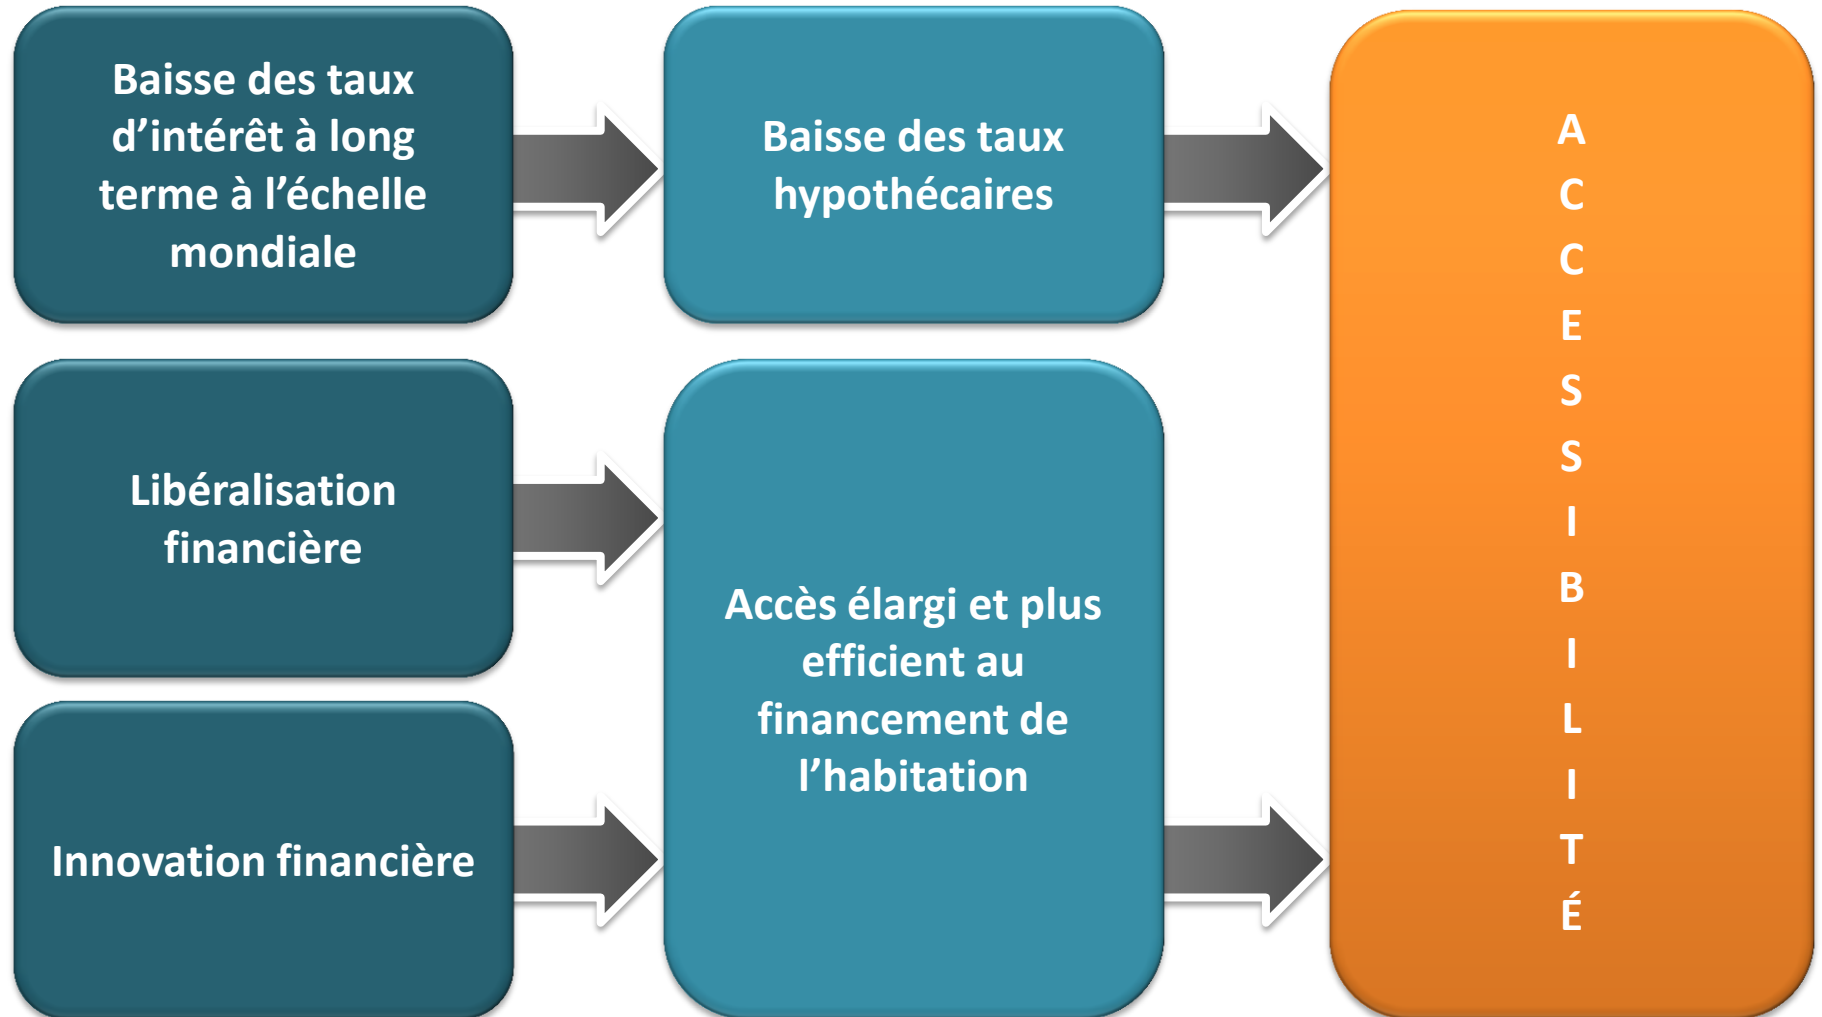 Baisse des taux
d’intérêt à long
terme à l’échelle
mondiale
Baisse des taux
hypothécaires
Libéralisation
financière
Accès élargi et plus
efficient au
financement de
l’habitation
Innovation financière
A
C
C
E
S
S
I
B
I
L
I
T
É